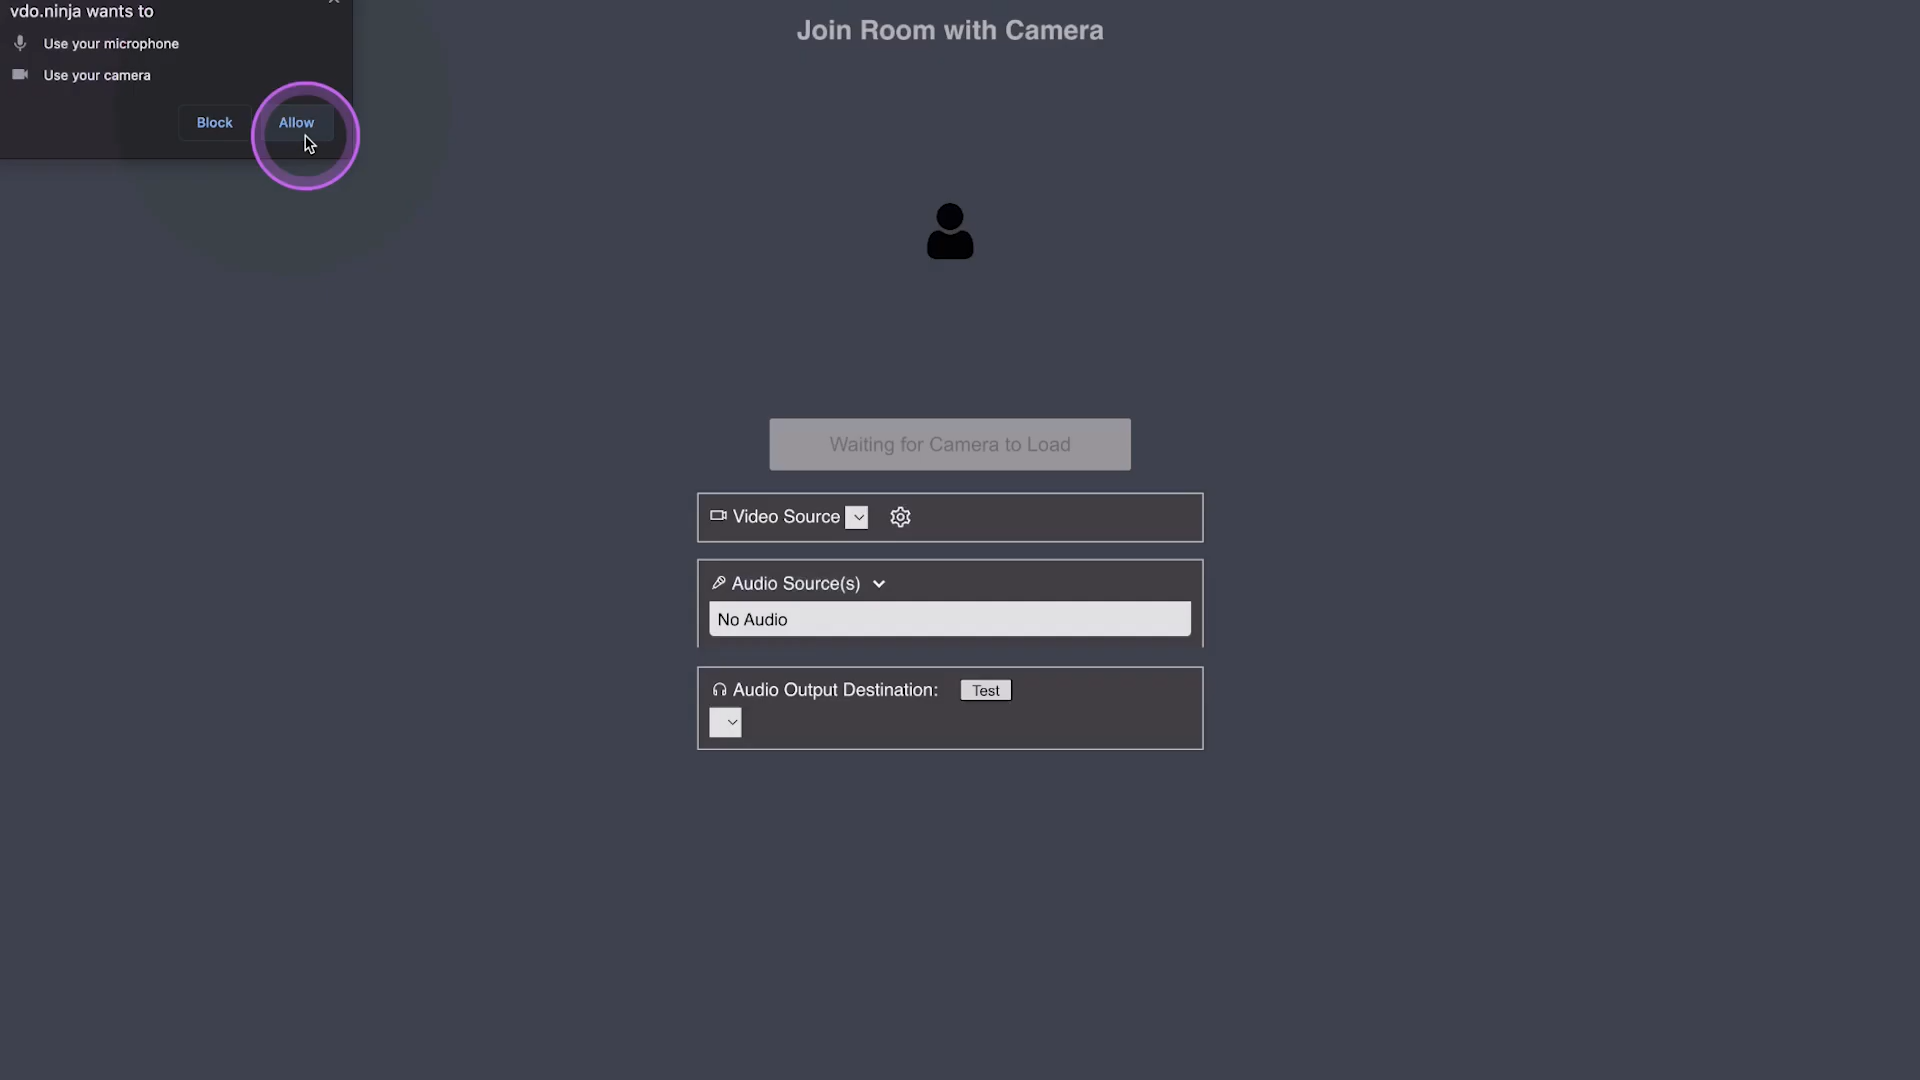 vdo.ninja wants to
Use your microphone
Use your camera
Block
Allow
Join Room with Camera
Waiting for Camera to Load
Video Source
Audio Source(s)
No Audio
Audio Output Destination:
Test